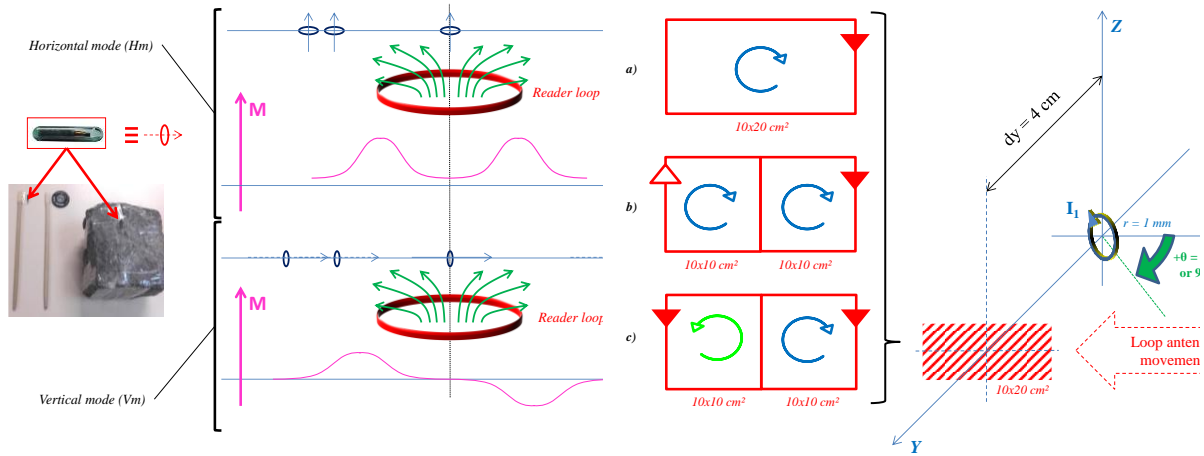 Horizontal mode (Hm)
M
Reader loop
Vertical mode (Vm)
M
Reader loop
a)
10x20 cm²
b)
10x10 cm²
10x10 cm²
c)
10x10 cm²
10x10 cm²
Z
dy = 4 cm
I₁
r = 1 mm
+θ =
or 9
Loop anten
movemen
10x20 cm²
Y